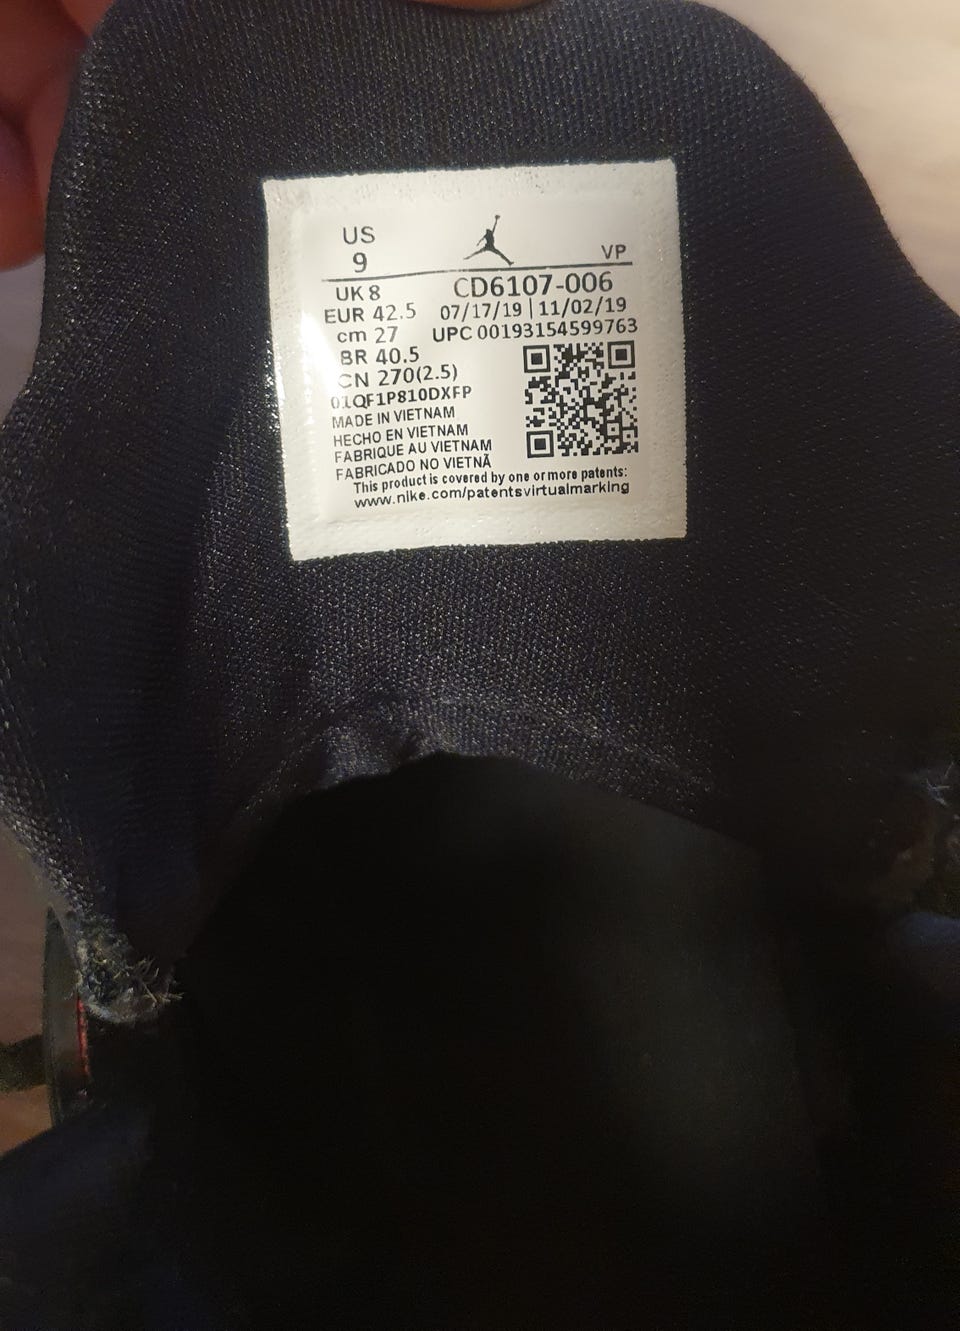 US
9
VP
UK 8
CD6107-006
EUR 42.5
07/17/19 | 11/02/19
cm 27
UPC 00193154599763
BR 40.5
CN 270(2.5)
01QF1P810DXFP
MADE IN VIETNAM
HECHO EN VIETNAM
FABRIQUE AU VIETNAM
FABRICADO NO VIETNÃ
This product is covered by one or more patents:
www.nike.com/patentsvirtualmarking